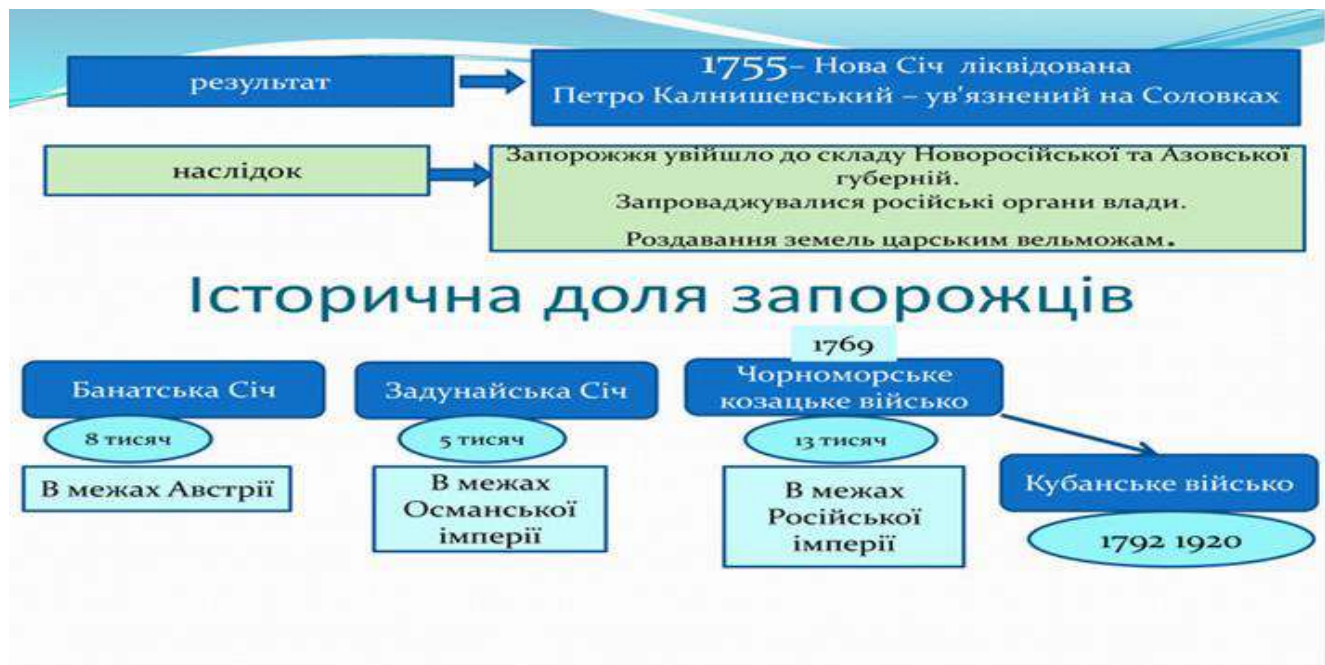 результат
1755– Нова Січ ліквідована
Петро Калнишевський – ув'язнений на Соловках
наслідок
Запорожжя увійшло до складу Новоросійської та Азовської
губерній.
Запроваджувалися російські органи влади.
Роздавання земель царським вельможам.
Історична доля запорожців
1769
Банатська Січ
Задунайська Січ
Чорноморське
козацьке військо
8 тисяч
5 тисяч
13 тисяч
В межах Австрії
В межах
Османської
імперії
В межах
Російської
імперії
Кубанське військо
1792 1920